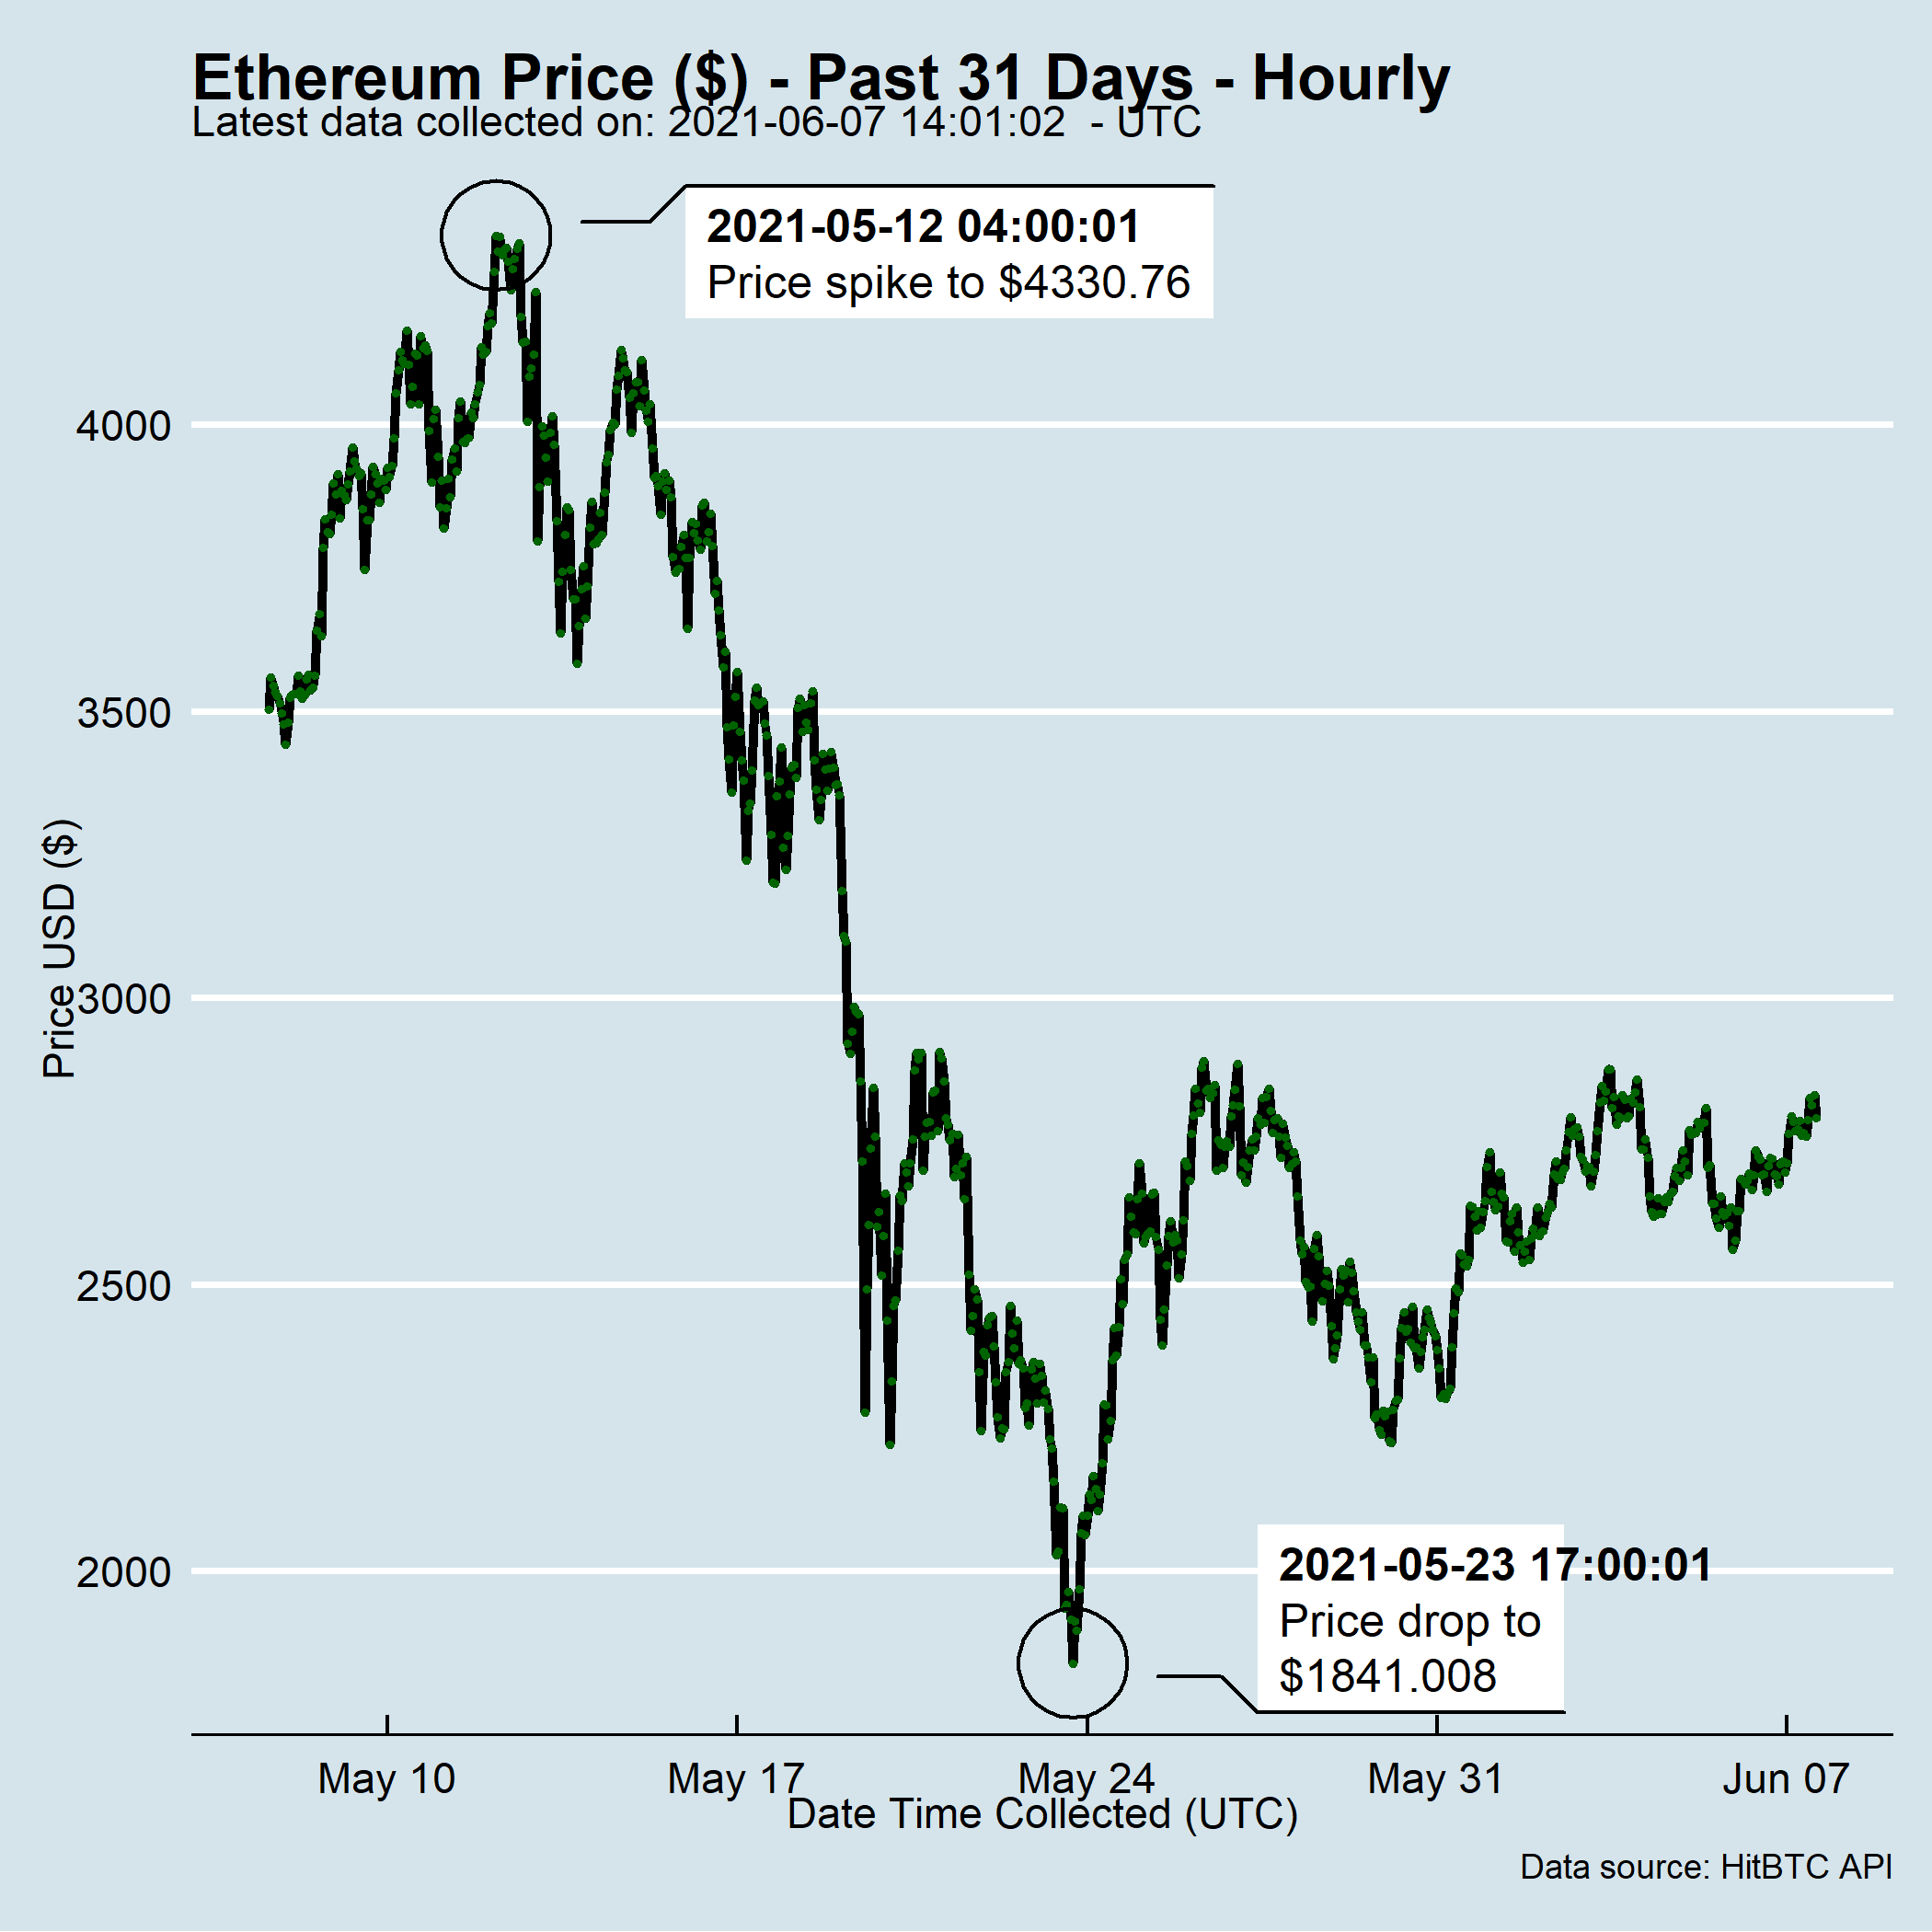 Ethereum Price ($) - Past 31 Days - Hourly
Latest data collected on: 2021-06-07 14:01:02  - UTC
2021-05-12 04:00:01
Price spike to $4330.76
4000
3500
3000
2500
2000
Price USD ($)
2021-05-23 17:00:01
Price drop to
$1841.008
May 10
May 17
May 24
May 31
Jun 07
Date Time Collected (UTC)
Data source: HitBTC API